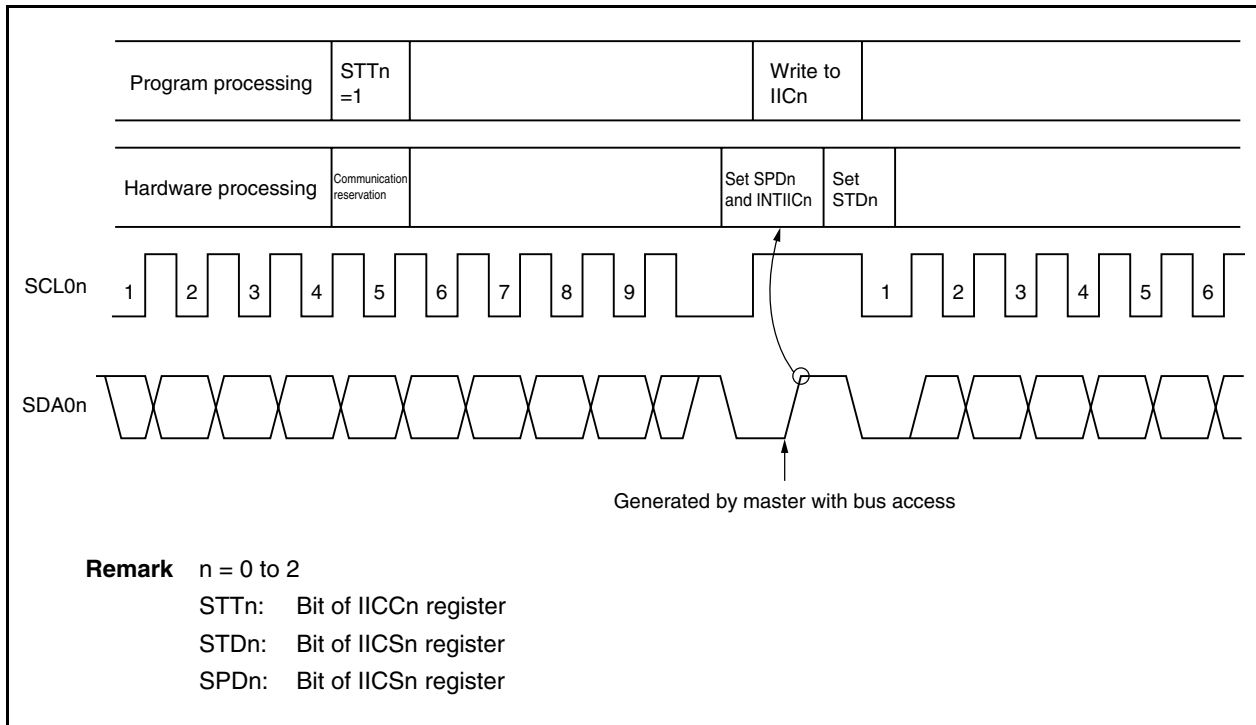 Program processing
STTn
=1
Write to
IICn
Hardware processing
Communication
reservation
Set SPDn
and INTIICn
Set
STDn
SCL0n
1 2 3 4 5 6 7 8 9 1 2 3 4 5 6
SDA0n
Generated by master with bus access
Remark n = 0 to 2
STTn: Bit of IICCn register
STDn: Bit of IICSn register
SPDn: Bit of IICSn register